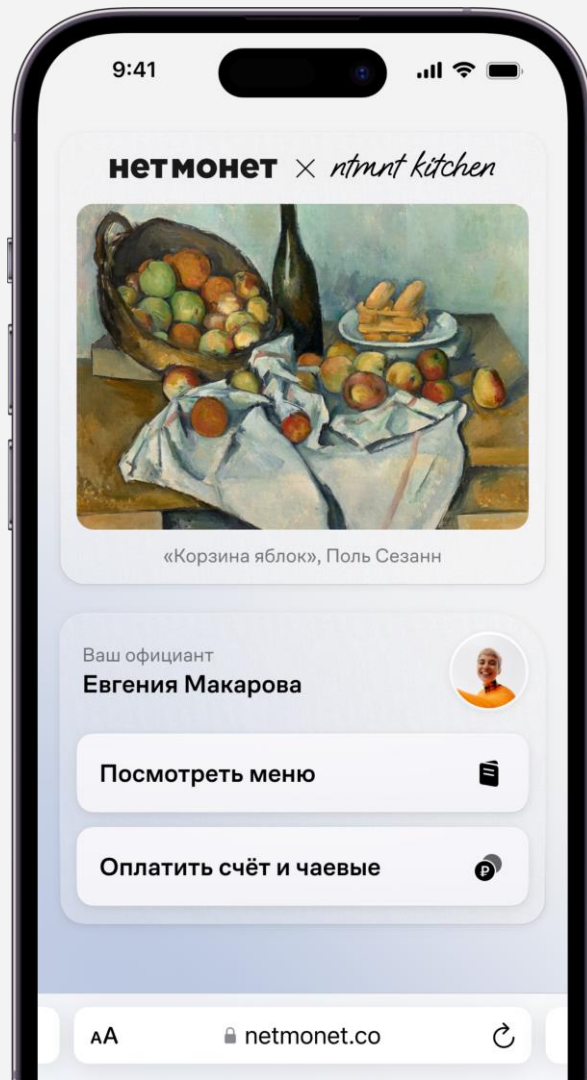 9:41
нетмонет × ntmnt kitchen
«Корзина яблок», Поль Сезанн
Ваш официант
Евгения Макарова
Посмотреть меню
Оплатить счёт и чаевые
₽
AA netmonet.co